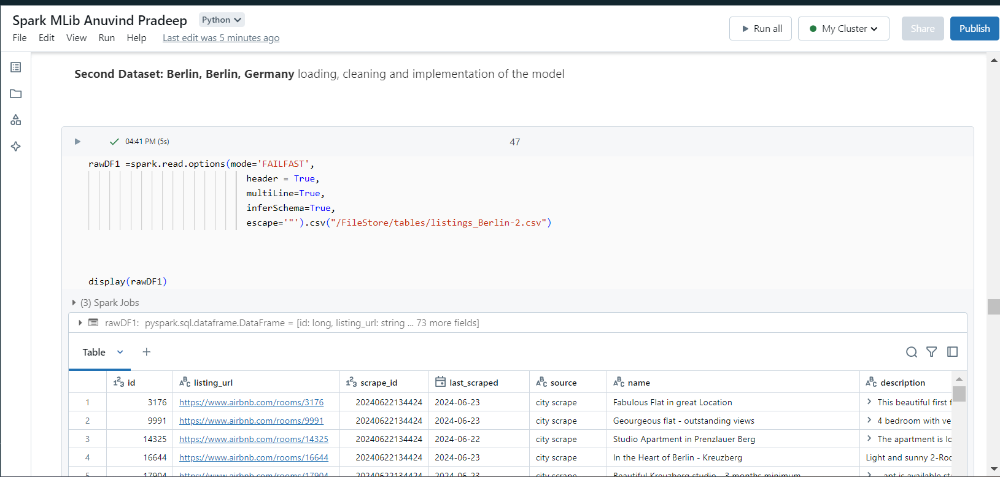 Spark MLib Anuvind Pradeep Python
File Edit View Run Help Last edit was 5 minutes ago
Run all My Cluster Share Publish
Second Dataset: Berlin, Berlin, Germany loading, cleaning and implementation of the model
04:41 PM (5s) 47
rawDF1 =spark.read.options(mode='FAILFAST',
header = True,
multiLine=True,
inferSchema=True,
escape='"').csv("/FileStore/tables/listings_Berlin-2.csv")
display(rawDF1)
(3) Spark Jobs
rawDF1: pyspark.sql.dataframe.DataFrame = [id: long, listing_url: string ... 73 more fields]
Table
id listing_url scrape_id last_scraped source name description
1 3176 https://www.airbnb.com/rooms/3176 20240622134424 2024-06-23 city scrape Fabulous Flat in great Location This beautiful first
2 9991 https://www.airbnb.com/rooms/9991 20240622134424 2024-06-23 city scrape Geourgeous flat - outstanding views 4 bedroom with ve
3 14325 https://www.airbnb.com/rooms/14325 20240622134424 2024-06-22 city scrape Studio Apartment in Prenzlauer Berg The apartment is lo
4 16644 https://www.airbnb.com/rooms/16644 20240622134424 2024-06-23 city scrape In the Heart of Berlin - Kreuzberg Light and sunny 2-Roo
5 17904 https://www.airbnb.com/rooms/17904 20240622134424 2024-06-23 city scrape Beautiful Kreuzberg studio - 3 months minimum